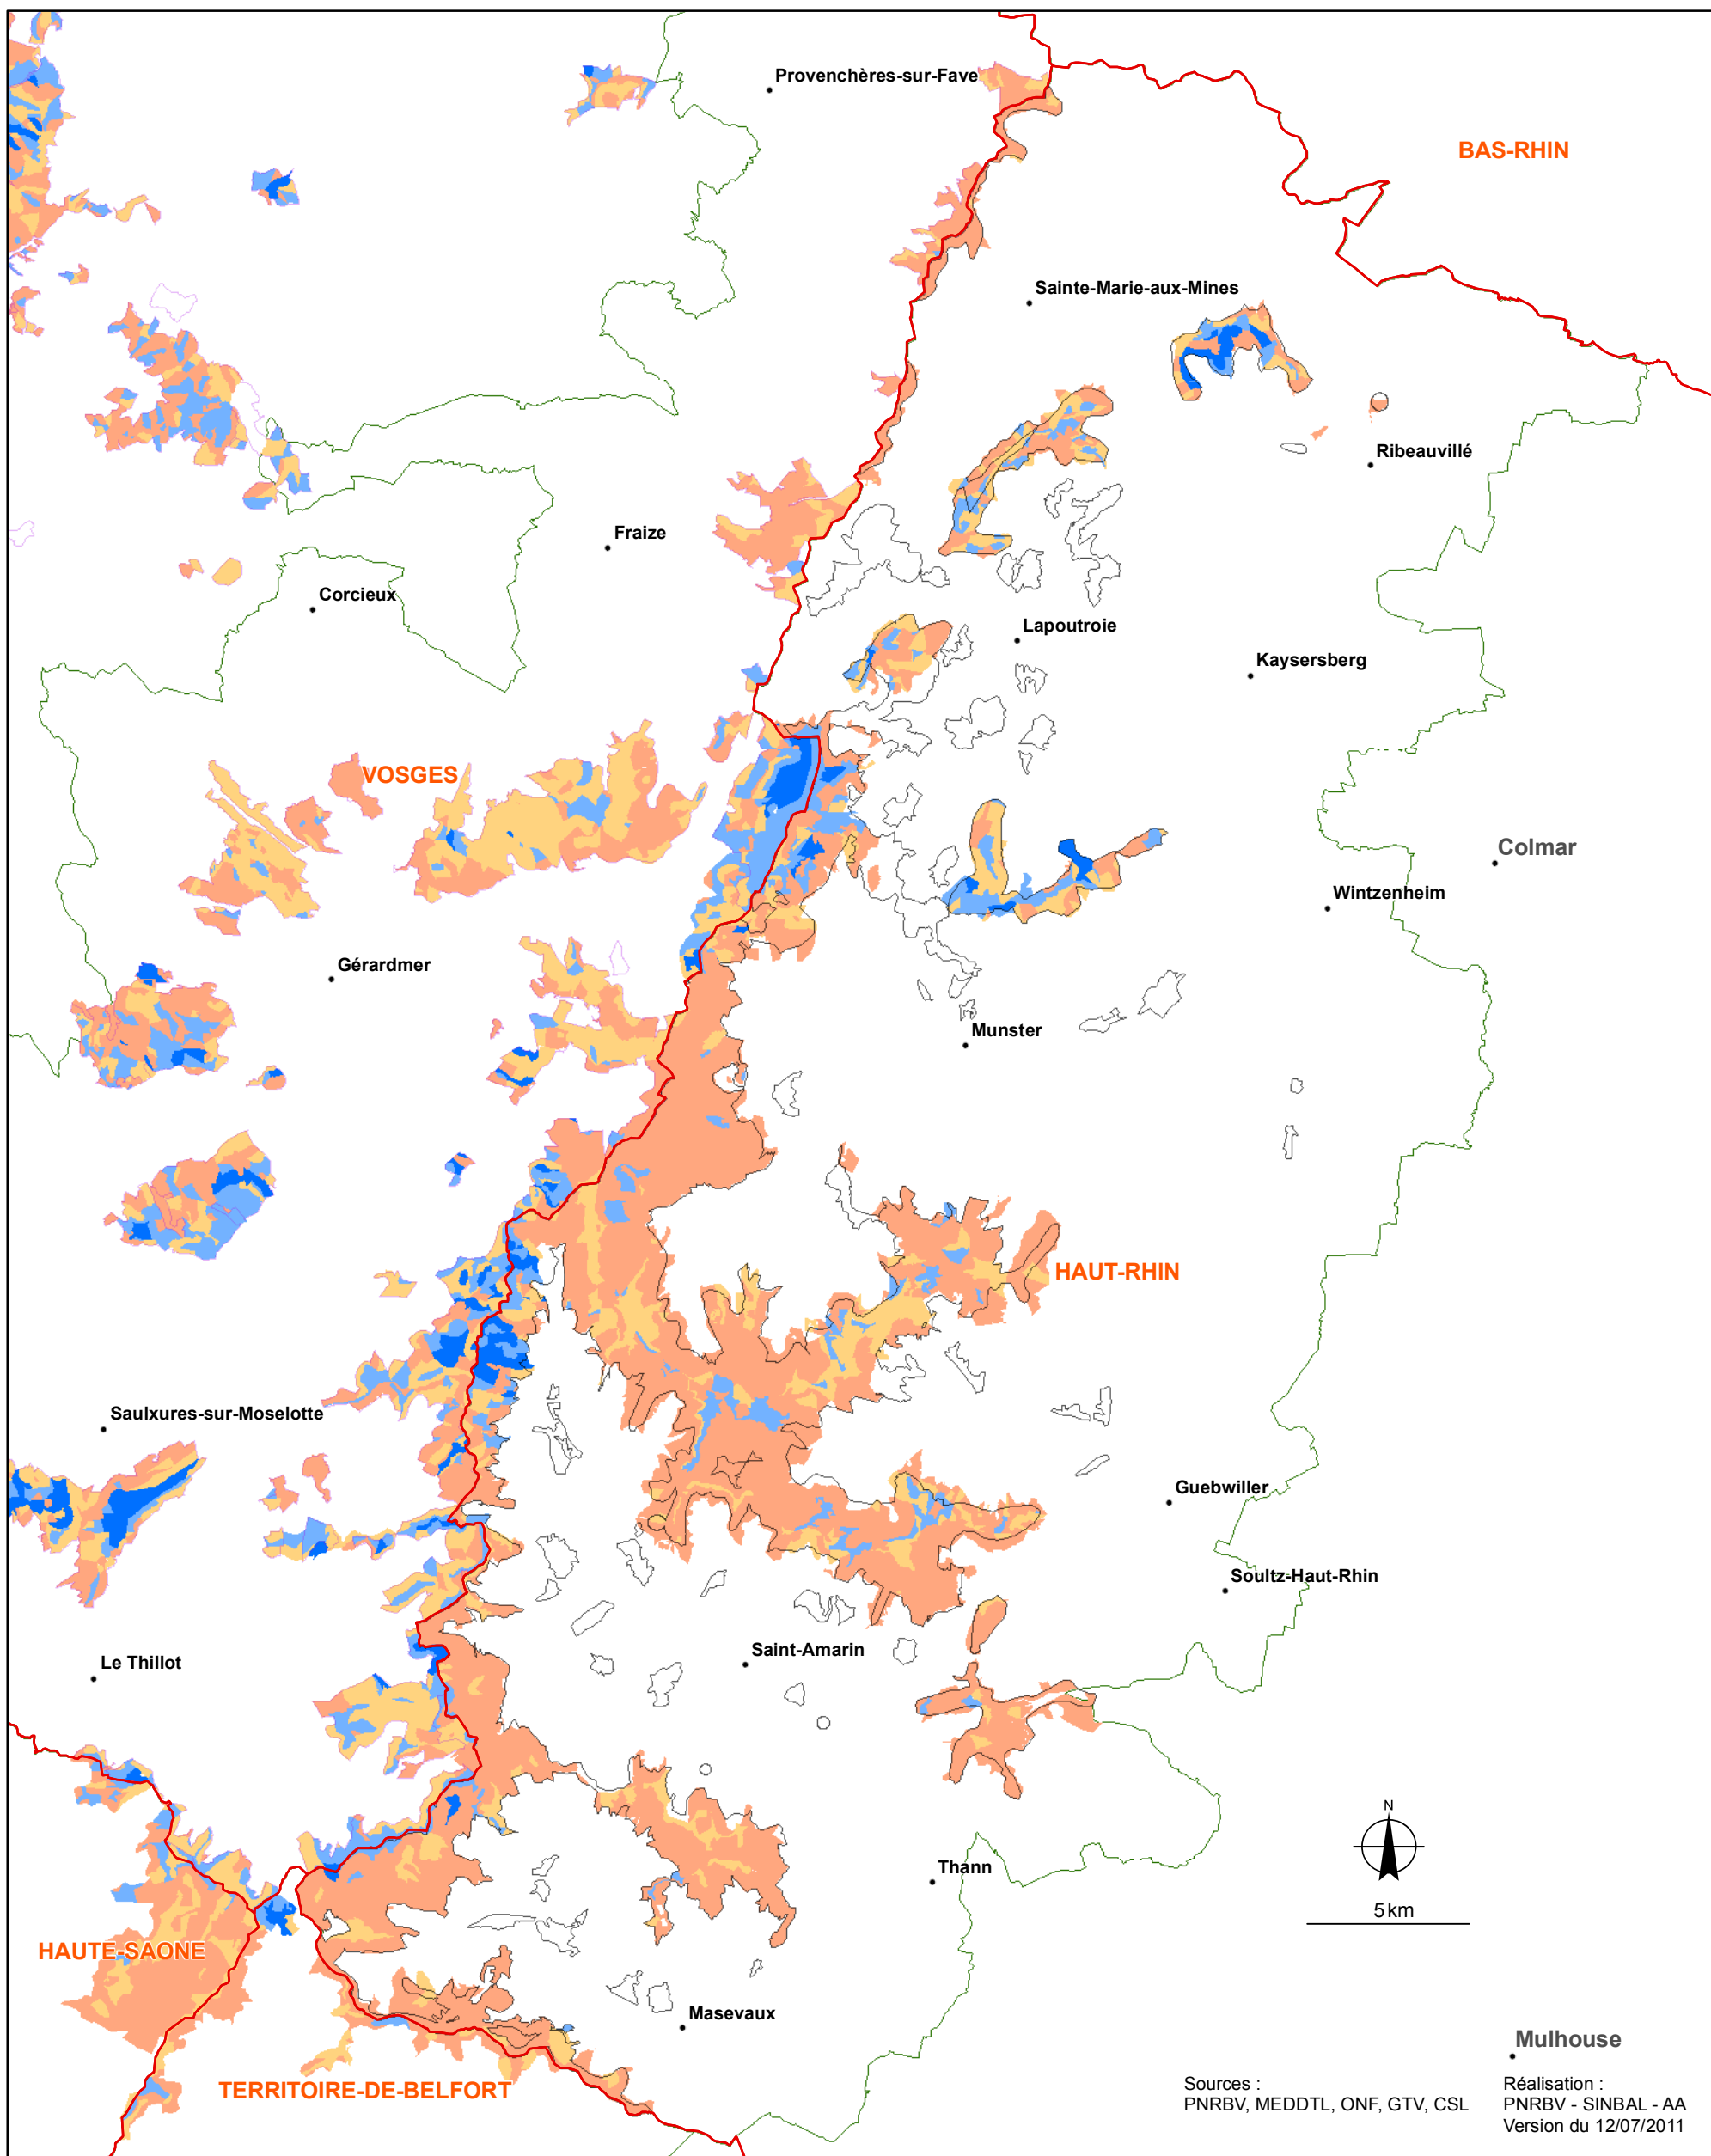 Provenchères-sur-Fave
BAS-RHIN
Sainte-Marie-aux-Mines
Ribeauvillé
Fraize
Corcieux
Lapoutroie
Kaysersberg
VOSGES
Colmar
Wintzenheim
Gérardmer
Munster
HAUT-RHIN
Saulxures-sur-Moselotte
Guebwiller
Soultz-Haut-Rhin
Saint-Amarin
Le Thillot
N
Thann
5 km
HAUTE-SAONE
Masevaux
Mulhouse
TERRITOIRE-DE-BELFORT
Sources :
PNRBV, MEDDTL, ONF, GTV, CSL
Réalisation :
PNRBV - SINBAL - AA
Version du 12/07/2011